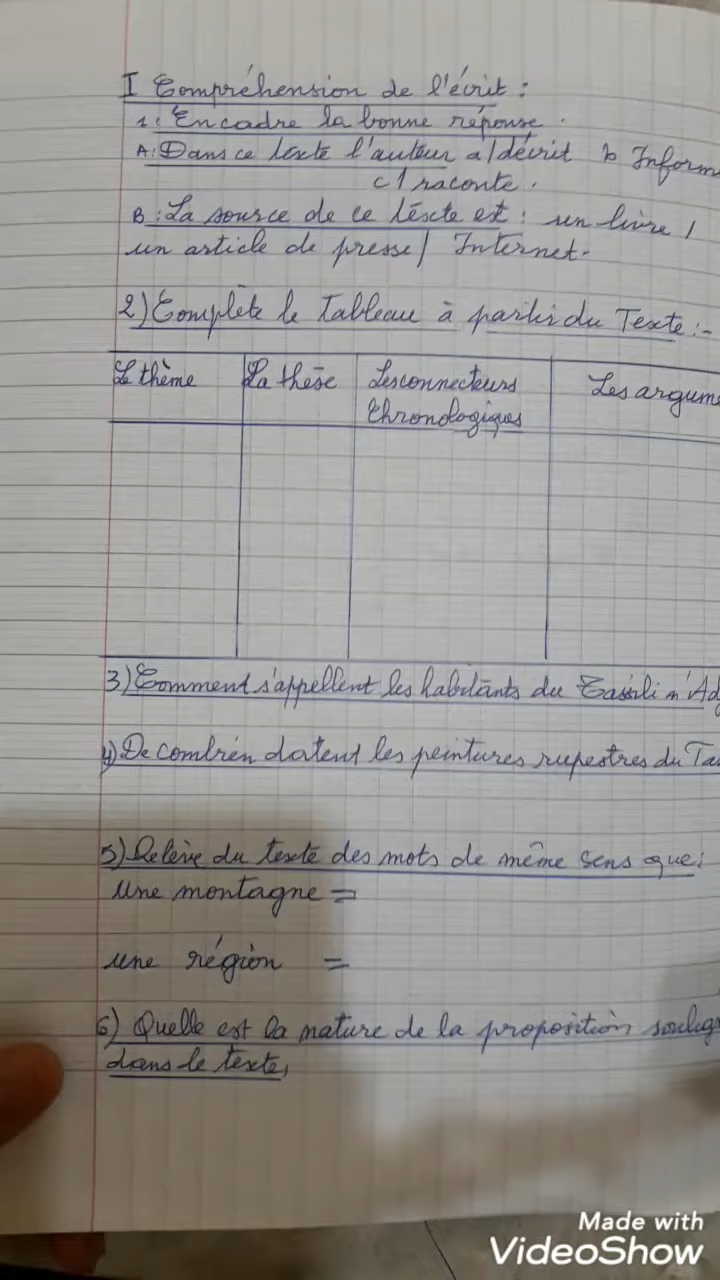 I Compréhension de l'écrit :
1: Encadre la bonne réponse.
A: Dans ce texte l'auteur a/ décrit b Inform
c/ raconte.
B: La source de ce téxte est : un livre /
un article de presse / Internet.
2) Complète le Tableau à partir du Texte :-
Le thème La thèse Les connecteurs Les argum
Chronologiques
3) Comment s'appellent les habitants du Tassili n'Adj
4) De combien datent les peintures rupestres du Tas
5) Relève du texte des mots de même sens que:
une montagne =
une région =
6) Quelle est la nature de la proposition soulig
dans le texte,
Made with
VideoShow